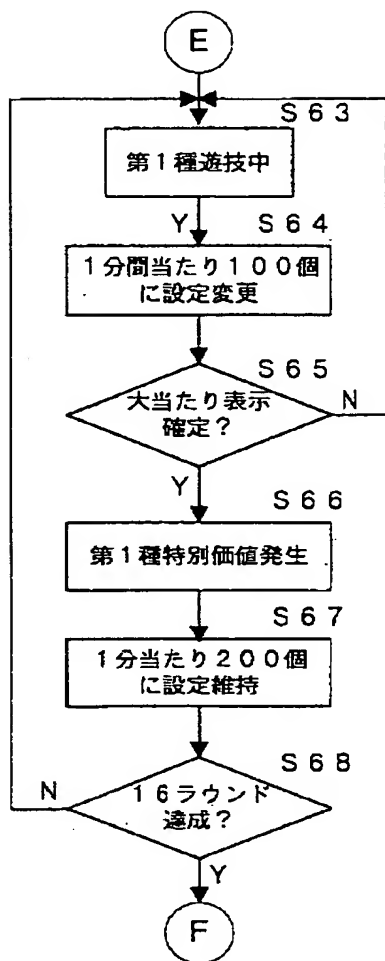 E
S63
第1種遊技中
Y
S64
1分間当たり100個
に設定変更
S65
大当たり表示
確定?
N
Y
S66
第1種特別価値発生
S67
1分当たり200個
に設定維持
S68
N
16ラウンド
達成?
Y
F